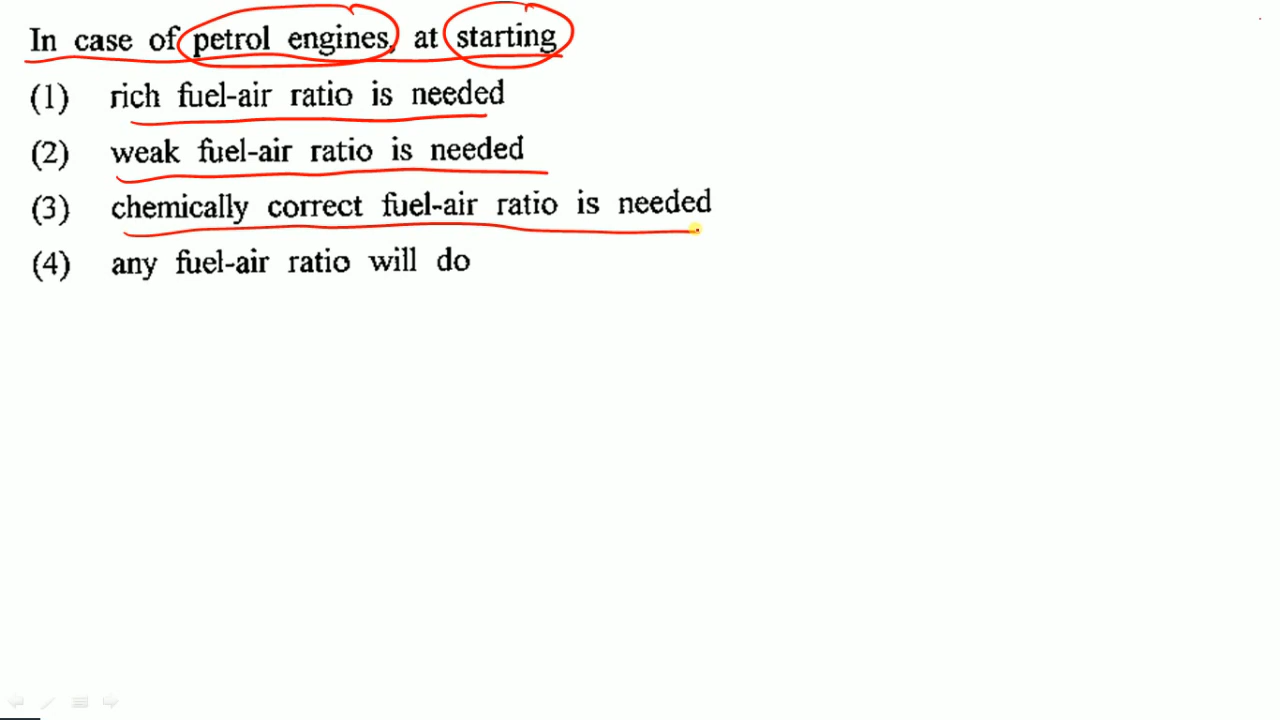 In case of petrol engines, at starting
(1) rich fuel-air ratio is needed
(2) weak fuel-air ratio is needed
(3) chemically correct fuel-air ratio is needed
(4) any fuel-air ratio will do